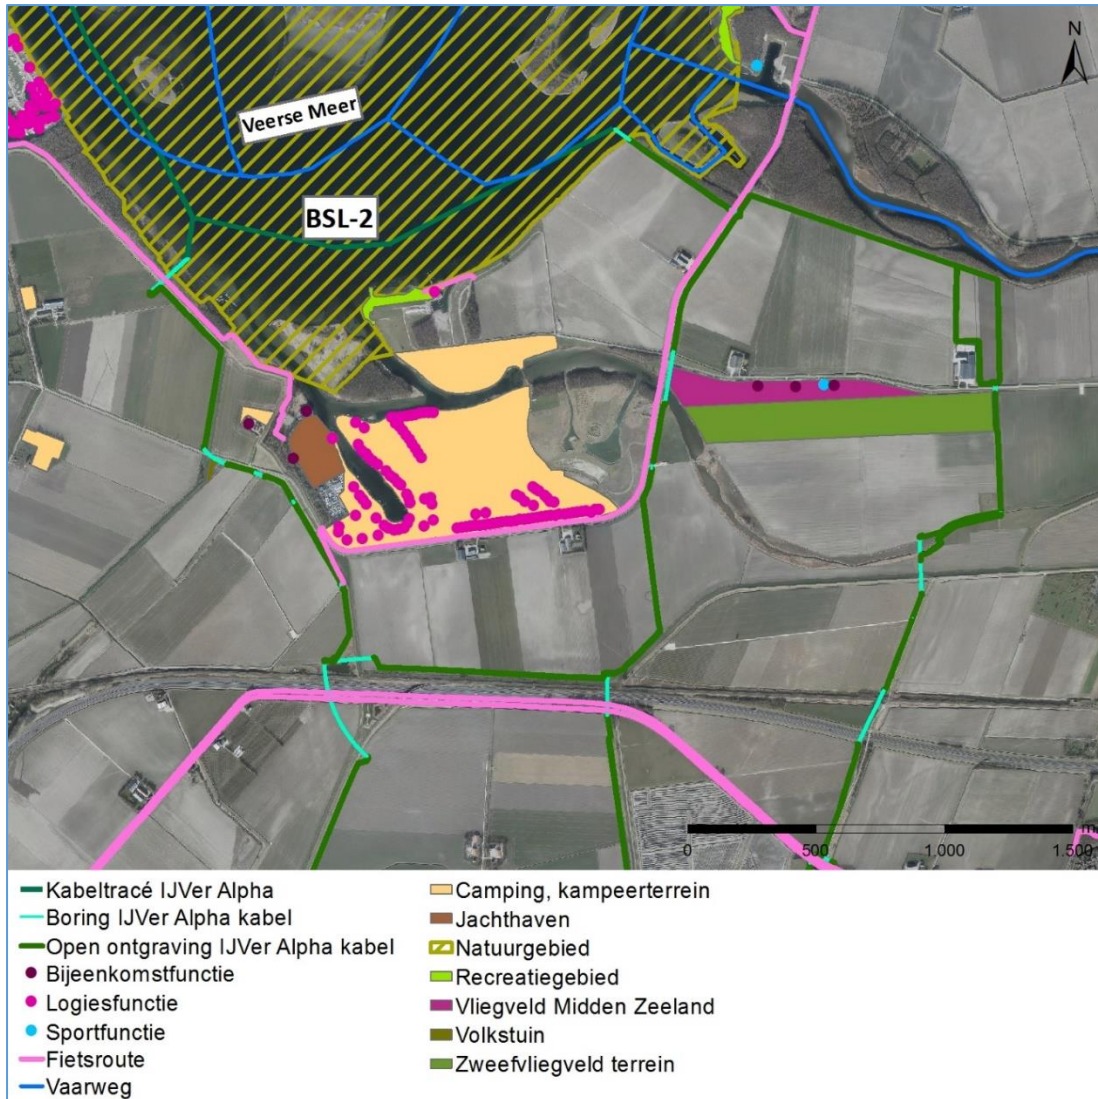 N
Veerse Meer
BSL-2
m
0 500 1.000 1.500
Kabeltracé IJVer Alpha
Boring IJVer Alpha kabel
Open ontgraving IJVer Alpha kabel
Bijeenkomstfunctie
Logiesfunctie
Sportfunctie
Fietsroute
Vaarweg
Camping, kampeerterrein
Jachthaven
Natuurgebied
Recreatiegebied
Vliegveld Midden Zeeland
Volkstuin
Zweefvliegveld terrein